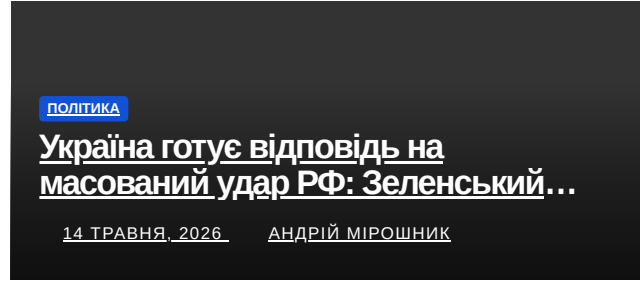 ПОЛІТИКА
Україна готує відповідь на
масований удар РФ: Зеленський…
14 ТРАВНЯ, 2026
АНДРІЙ МІРОШНИК